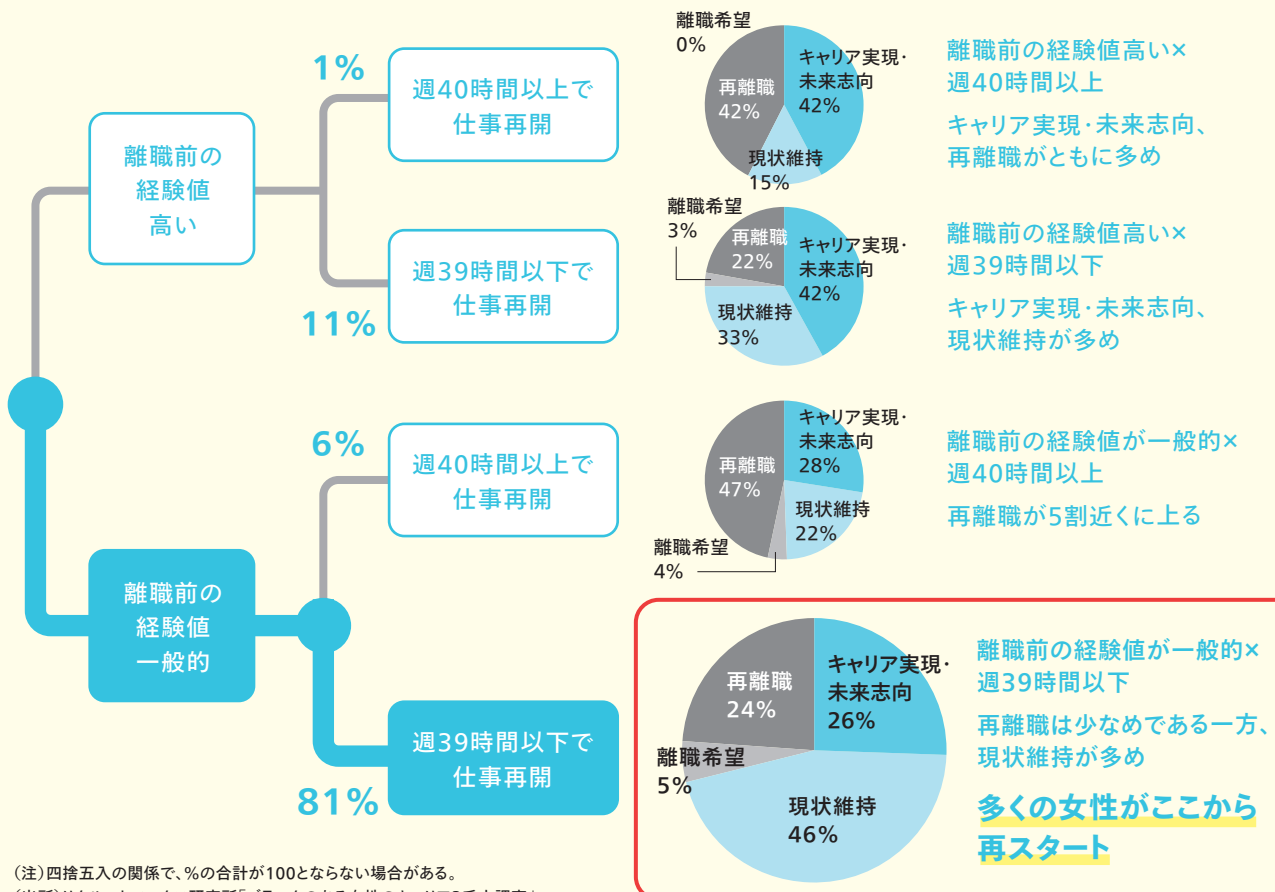 離職前の
経験値
高い
1%
週40時間以上で
仕事再開
11%
週39時間以下で
仕事再開
離職希望
0%
再離職
42%
キャリア実現・
未来志向
42%
現状維持
15%
離職前の経験値高い×
週40時間以上
キャリア実現・未来志向、
再離職がともに多め
離職希望
3%
再離職
22%
キャリア実現・
未来志向
42%
現状維持
33%
離職前の経験値高い×
週39時間以下
キャリア実現・未来志向、
現状維持が多め
離職前の
経験値
一般的
6%
週40時間以上で
仕事再開
81%
週39時間以下で
仕事再開
キャリア実現・
未来志向
28%
再離職
47%
現状維持
22%
離職希望
4%
離職前の経験値が一般的×
週40時間以上
再離職が5割近くに上る
再離職
24%
キャリア実現・
未来志向
26%
離職希望
5%
現状維持
46%
離職前の経験値が一般的×
週39時間以下
再離職は少なめである一方、
現状維持が多め
多くの女性がここから
再スタート
(注)四捨五入の関係で、%の合計が100とならない場合がある。